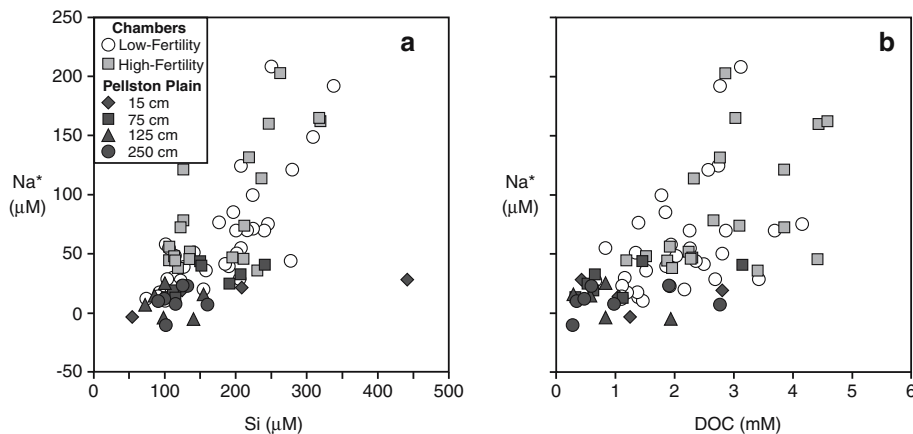 250
200
150
100
50
0
-50
Na*
(μM)
Chambers
Low-Fertility
High-Fertility
Pellston Plain
15 cm
75 cm
125 cm
250 cm
a
0
100
200
300
400
500
Si (μM)
Na*
(μM)
b
0
1
2
3
4
5
6
DOC (mM)